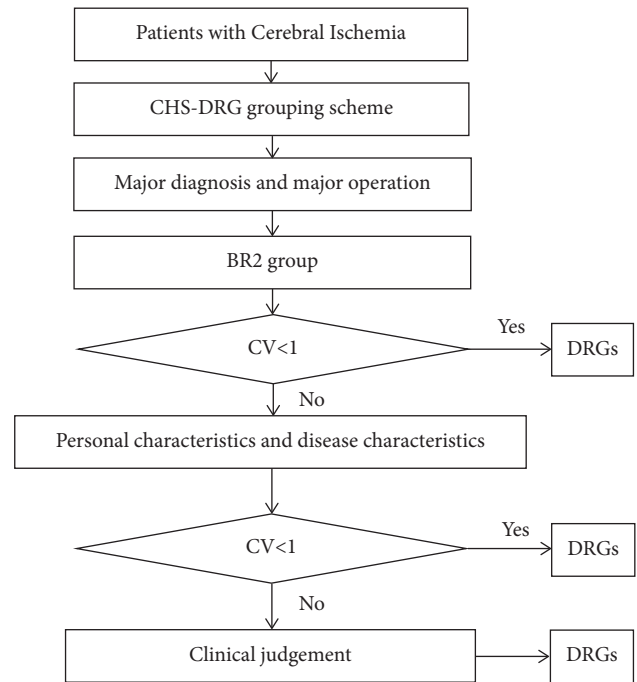 Patients with Cerebral Ischemia
CHS-DRG grouping scheme
Major diagnosis and major operation
BR2 group
CV<1
Yes
DRGs
No
Personal characteristics and disease characteristics
CV<1
Yes
DRGs
No
Clinical judgement
DRGs